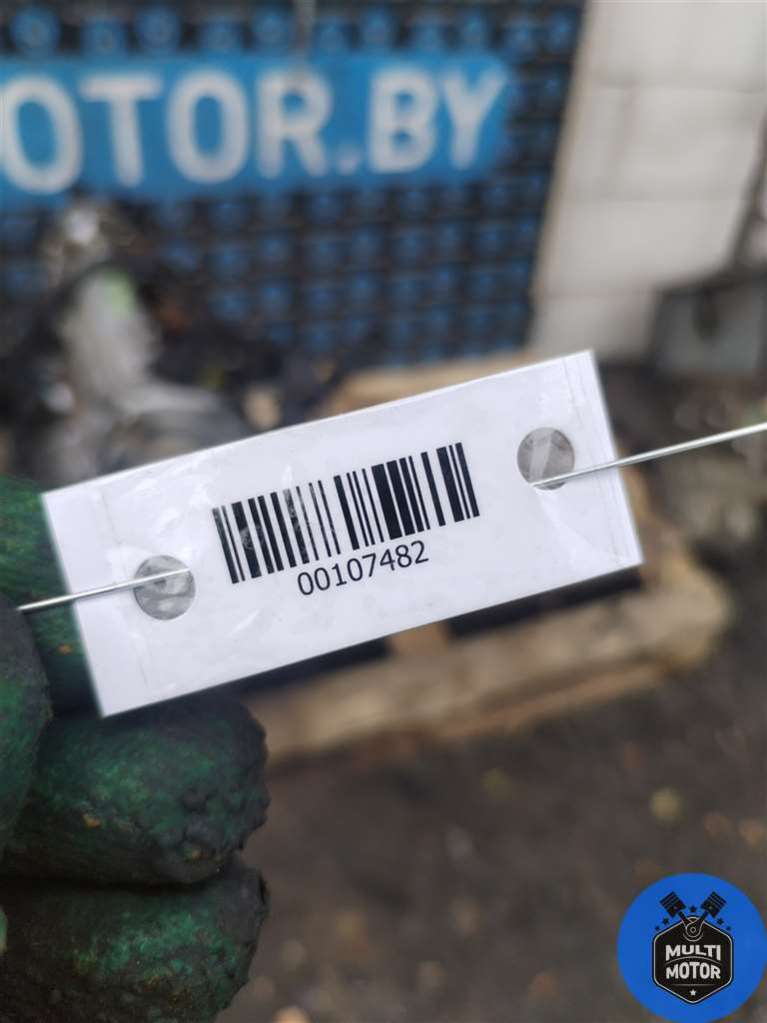 OTOR.BY
00107482
MULTI
MOTOR